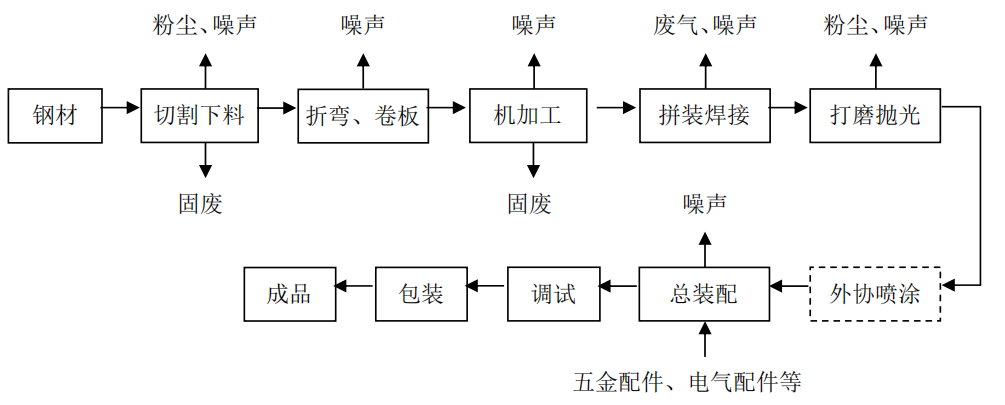 粉尘、噪声
噪声
噪声
废气、噪声
粉尘、噪声
钢材
切割下料
折弯、卷板
机加工
拼装焊接
打磨抛光
固废
固废
噪声
成品
包装
调试
总装配
外协喷涂
五金配件、电气配件等